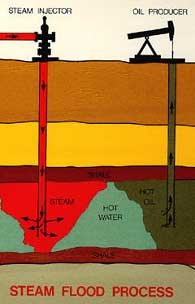 STEAM INJECTOR
OIL PRODUCER
SHALE
STEAM
HOT
WATER
HOT
OIL
SHALE
STEAM FLOOD PROCESS